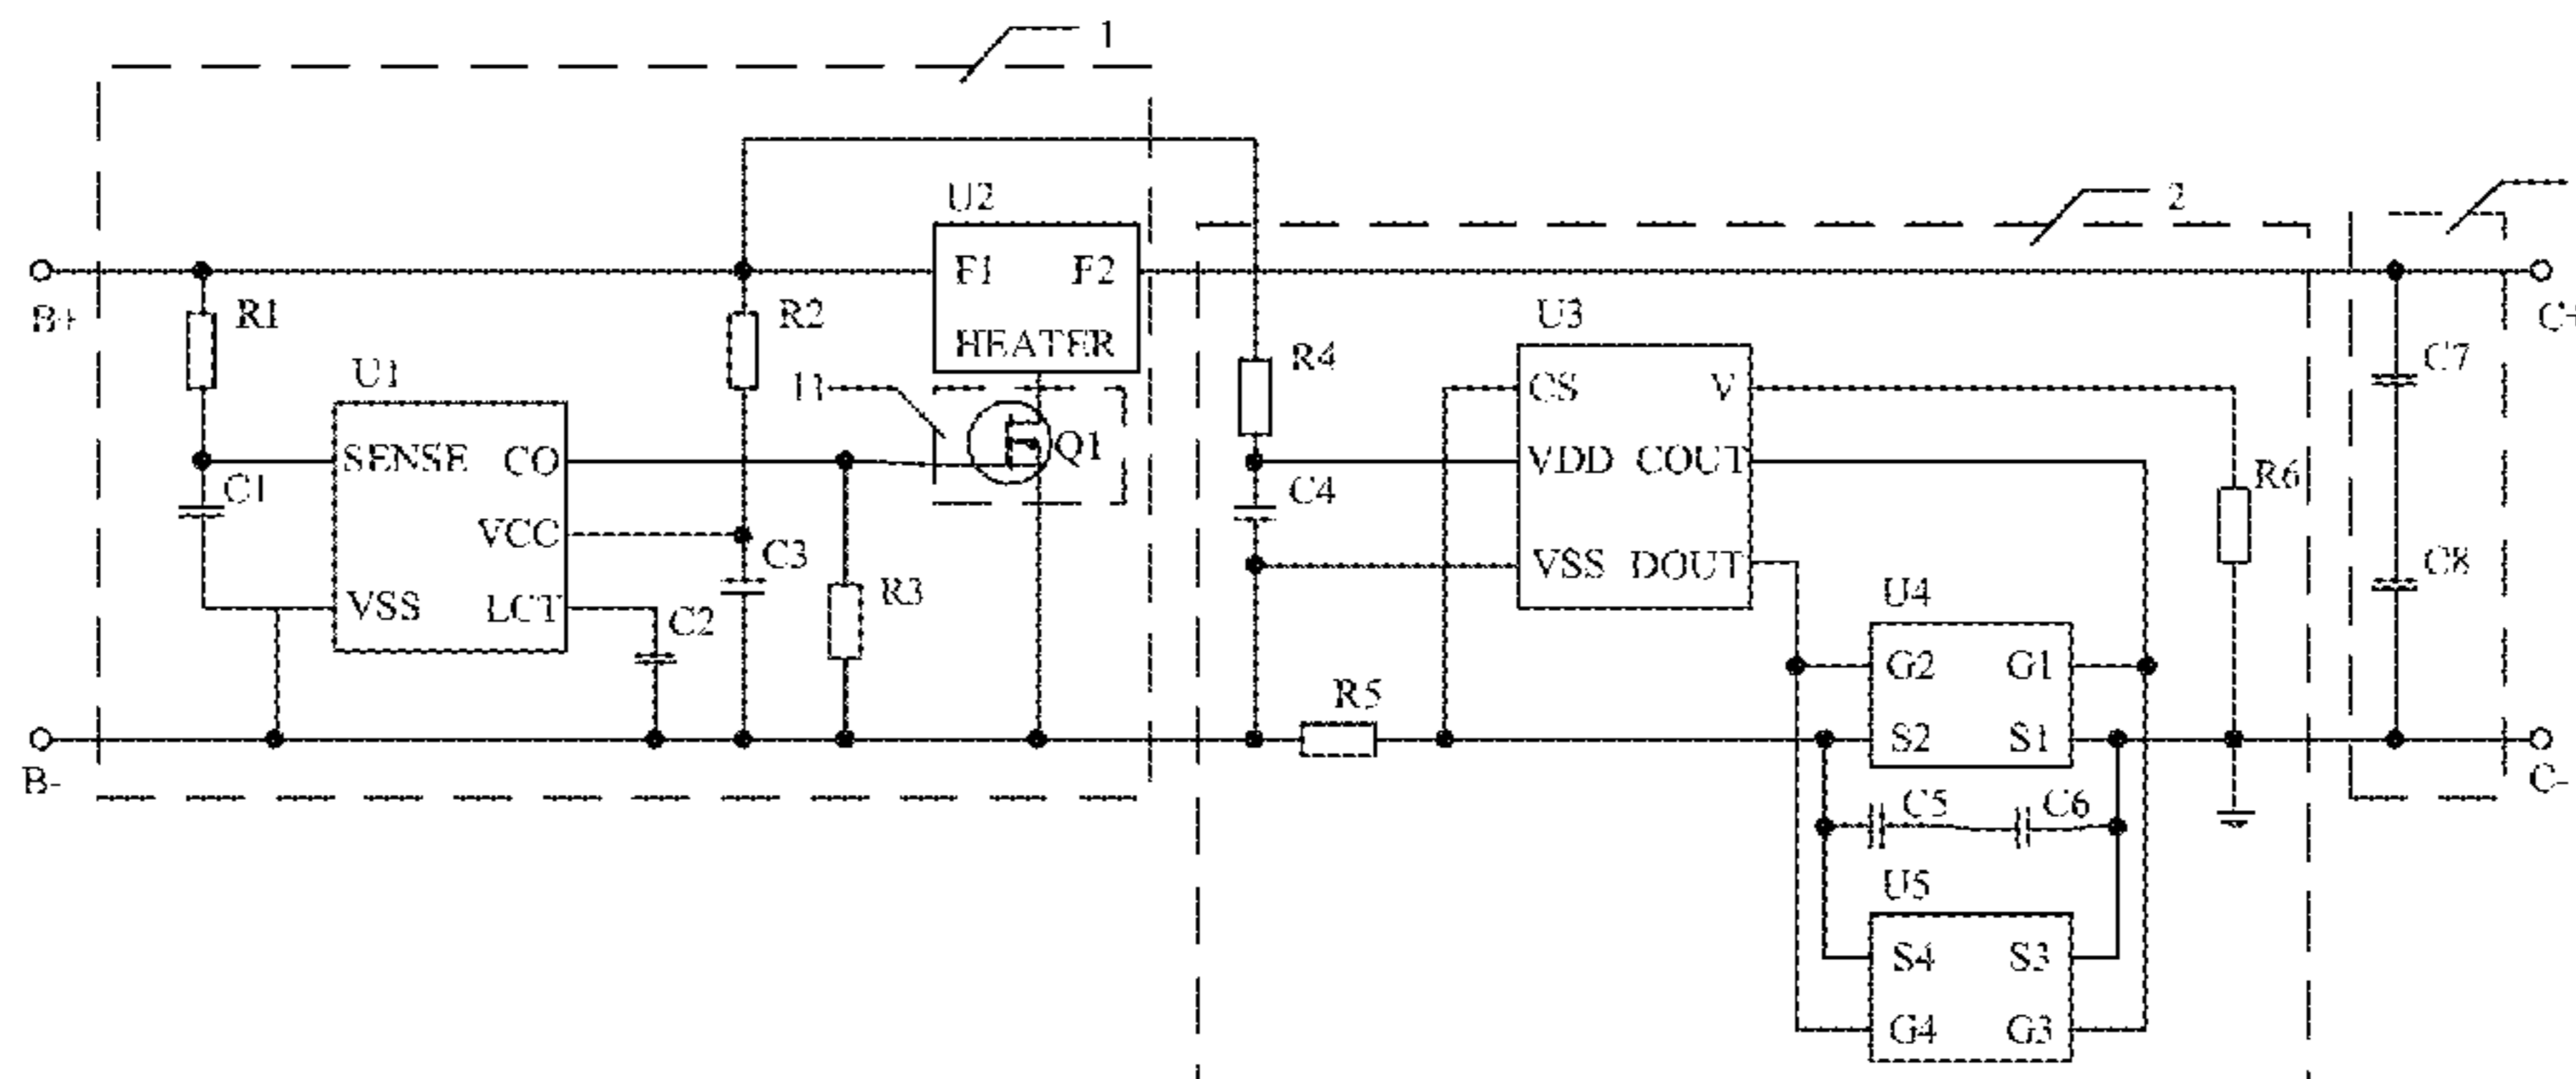 1
2
U2
F1 F2
HEATER
B+
R1
R2
U1
11
Q1
SENSE CO
VCC
VSS LCT
C1
C2
C3
R3
R4
C4
U3
CS V
VDD COUT
VSS DOUT
R6
C7
C8
C+
U4
G2 G1
S2 S1
R5
B-
C-
C5 C6
U5
S4 S3
G4 G3